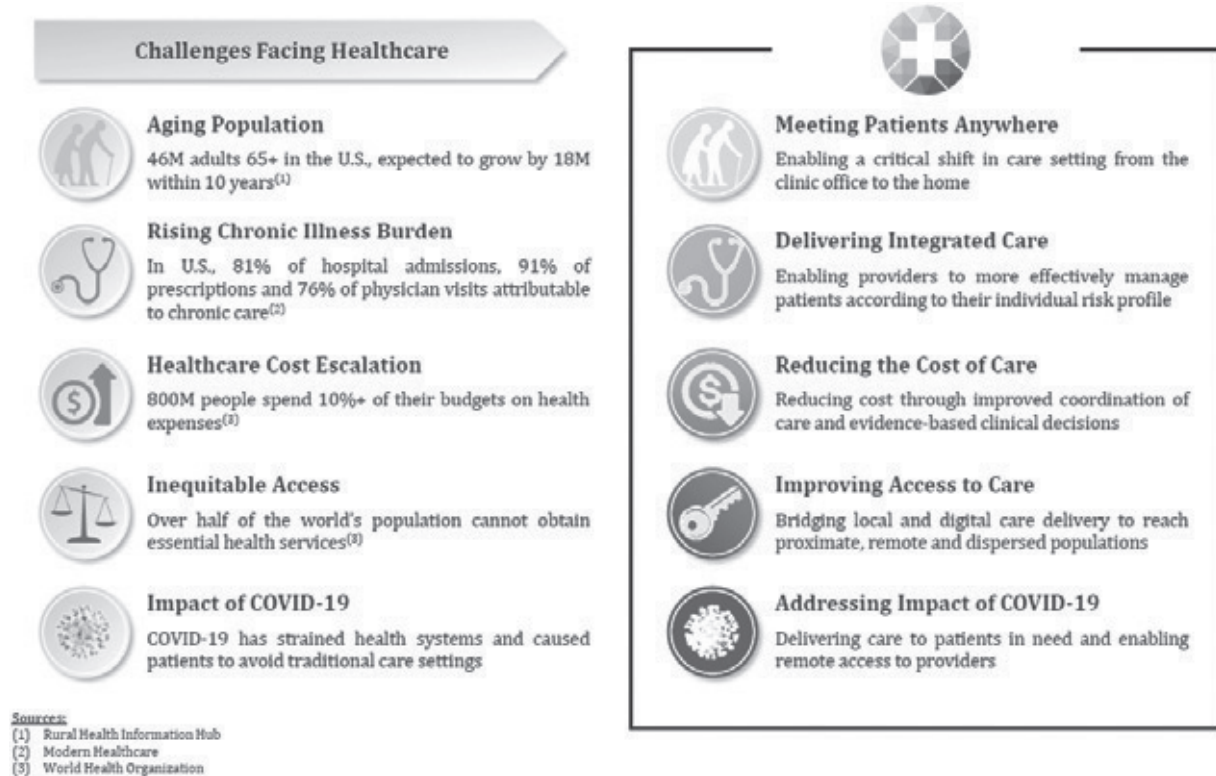 Challenges Facing Healthcare
Aging Population
46M adults 65+ in the U.S., expected to grow by 18M
within 10 years(1)
Rising Chronic Illness Burden
In U.S., 81% of hospital admissions, 91% of
prescriptions and 76% of physician visits attributable
to chronic care(2)
Healthcare Cost Escalation
800M people spend 10%+ of their budgets on health
expenses(3)
Inequitable Access
Over half of the world's population cannot obtain
essential health services(3)
Impact of COVID-19
COVID-19 has strained health systems and caused
patients to avoid traditional care settings
Meeting Patients Anywhere
Enabling a critical shift in care setting from the
clinic office to the home
Delivering Integrated Care
Enabling providers to more effectively manage
patients according to their individual risk profile
Reducing the Cost of Care
Reducing cost through improved coordination of
care and evidence-based clinical decisions
Improving Access to Care
Bridging local and digital care delivery to reach
proximate, remote and dispersed populations
Addressing Impact of COVID-19
Delivering care to patients in need and enabling
remote access to providers
Sources:
(1) Rural Health Information Hub
(2) Modern Healthcare
(3) World Health Organization